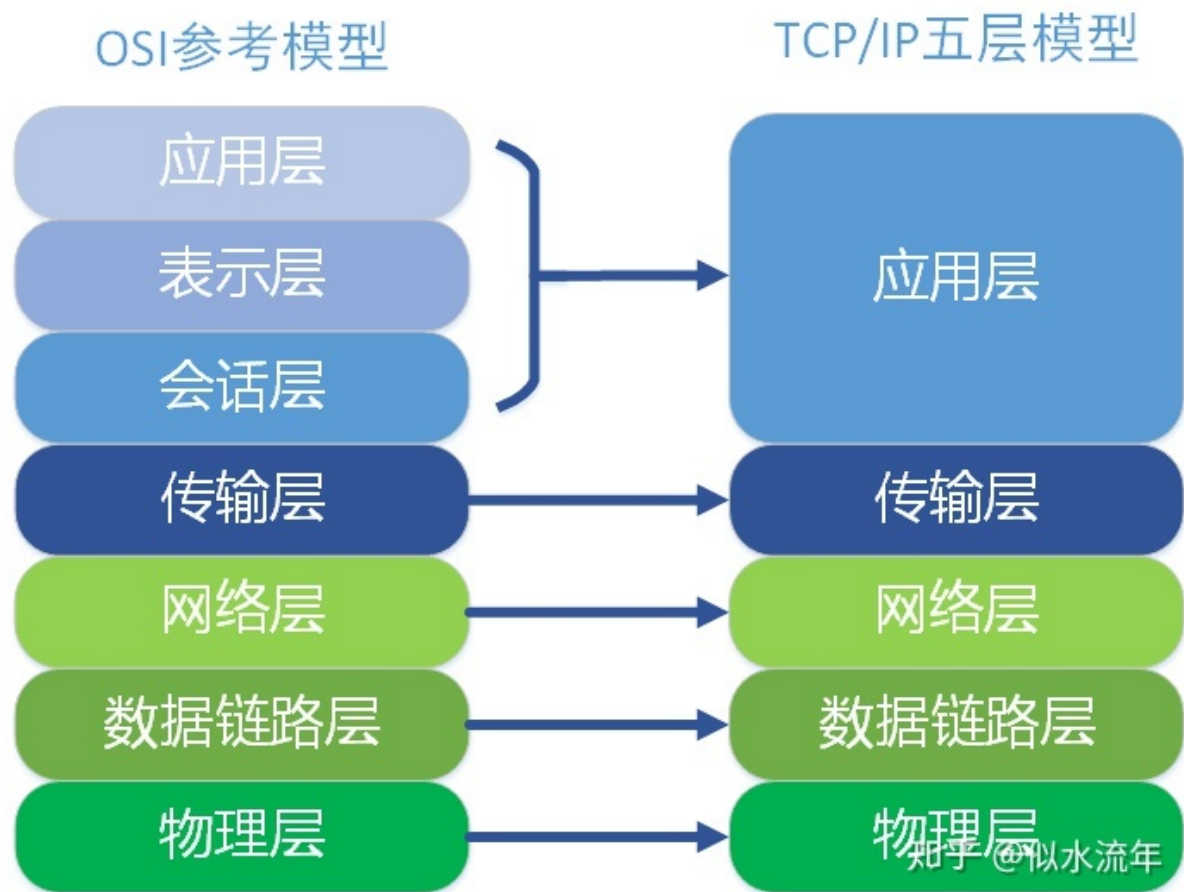 OSI参考模型
TCP/IP五层模型
应用层
表示层
会话层
传输层
网络层
数据链路层
物理层
应用层
传输层
网络层
数据链路层
物理层
知乎 @似水流年